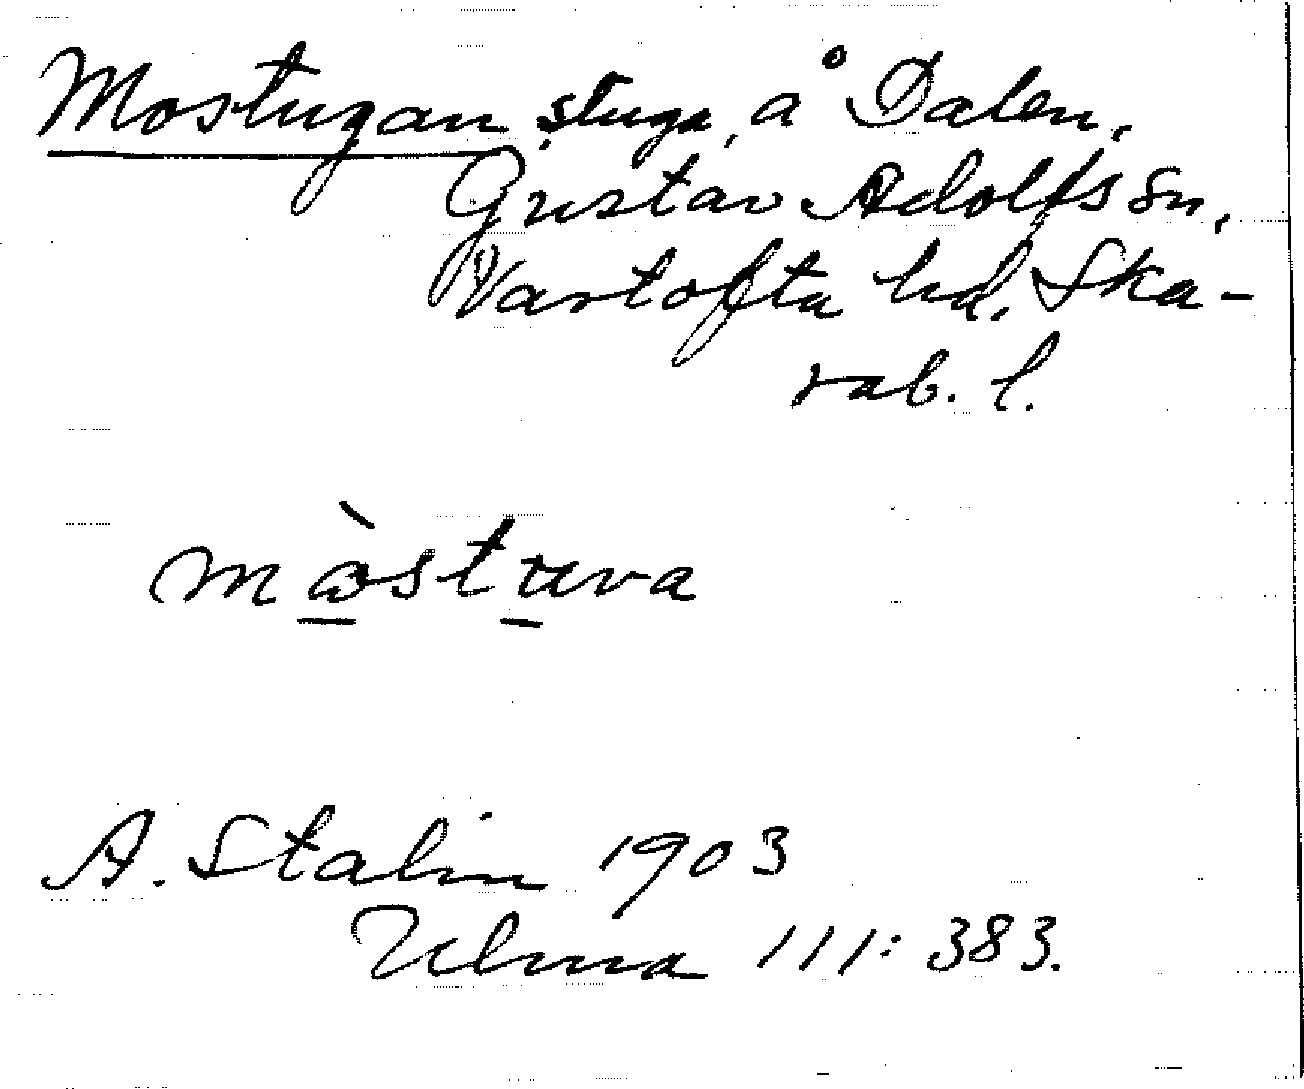 Mostugan, stuga, å Dalen,
Gustav Adolfs sn,
Vartofta hd, Ska-
rab. l.
mòstuva
A. Stalin 1903
Ulma 111:383.